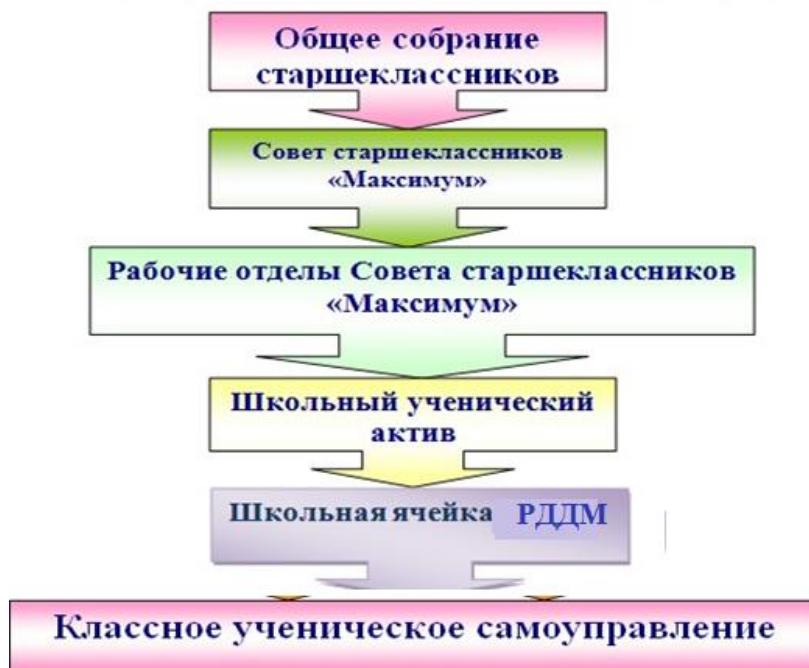 Общее собрание
старшеклассников
Совет старшеклассников
«Максимум»
Рабочие отделы Совета старшеклассников
«Максимум»
Школьный ученический
актив
Школьная ячейка РДДМ
Классное ученическое самоуправление